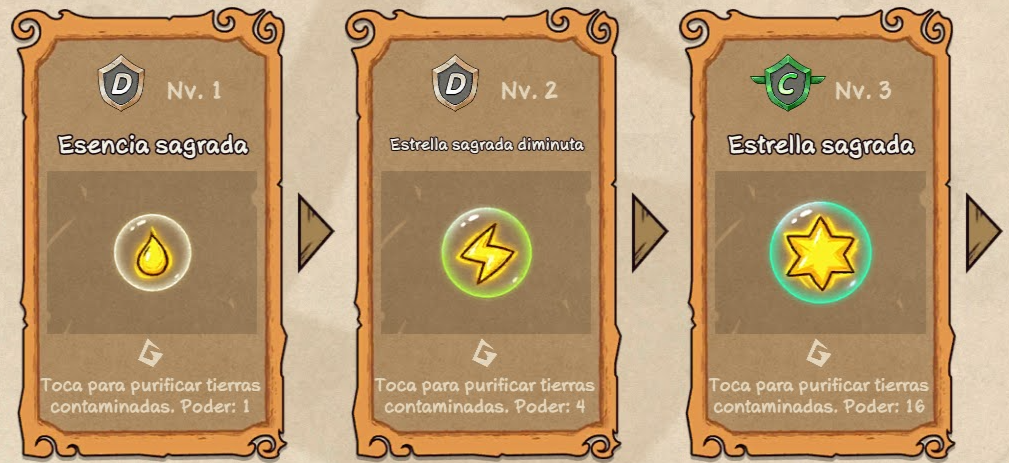 D Nv. 1
Esencia sagrada
Toca para purificar tierras
contaminadas. Poder: 1
D Nv. 2
Estrella sagrada diminuta
Toca para purificar tierras
contaminadas. Poder: 4
C Nv. 3
Estrella sagrada
Toca para purificar tierras
contaminadas. Poder: 16